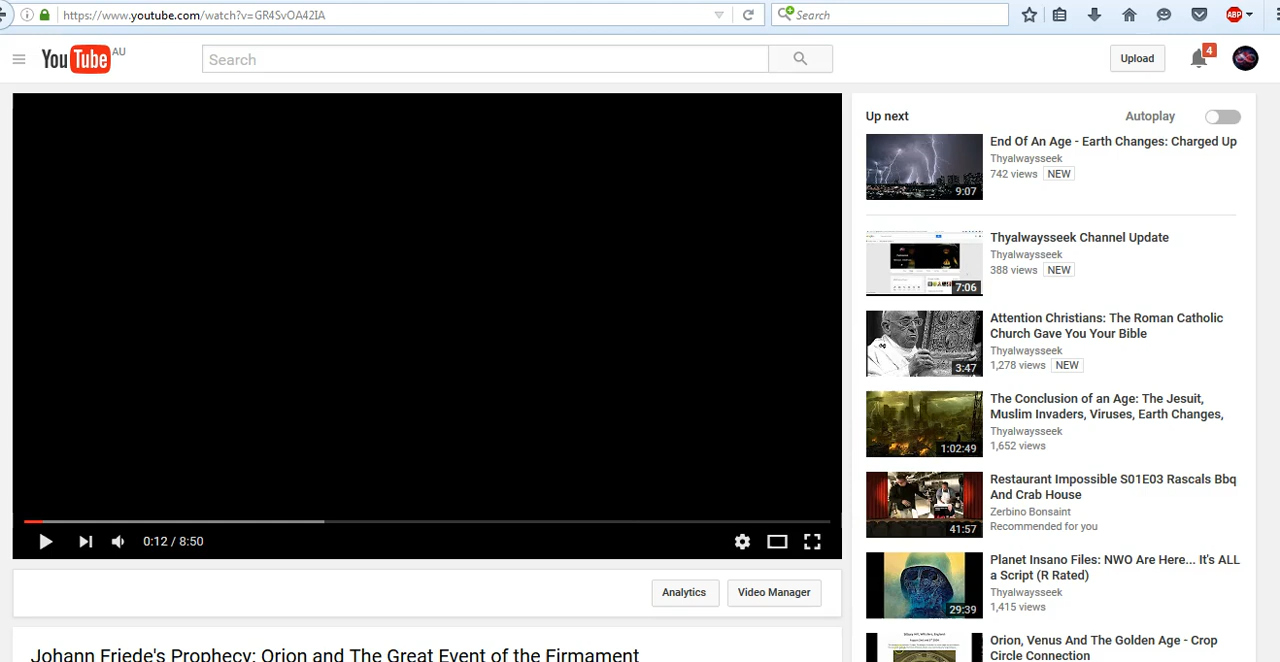 https://www.youtube.com/watch?v=GR4SvOA42IA
Search
ABP
YouTube AU
Search
Upload
4
Up next
Autoplay
End Of An Age - Earth Changes: Charged Up
Thyalwaysseek
742 views NEW
9:07
Thyalwaysseek Channel Update
Thyalwaysseek
388 views NEW
7:06
Attention Christians: The Roman Catholic
Church Gave You Your Bible
Thyalwaysseek
1,278 views NEW
3:47
The Conclusion of an Age: The Jesuit,
Muslim Invaders, Viruses, Earth Changes,
Thyalwaysseek
1,652 views
1:02:49
Restaurant Impossible S01E03 Rascals Bbq
And Crab House
Zerbino Bonsaint
Recommended for you
41:57
Planet Insano Files: NWO Are Here... It's ALL
a Script (R Rated)
Thyalwaysseek
1,415 views
29:39
Orion, Venus And The Golden Age - Crop
Circle Connection
0:12 / 8:50
Analytics
Video Manager
Orion and The Great Event of the Firmament